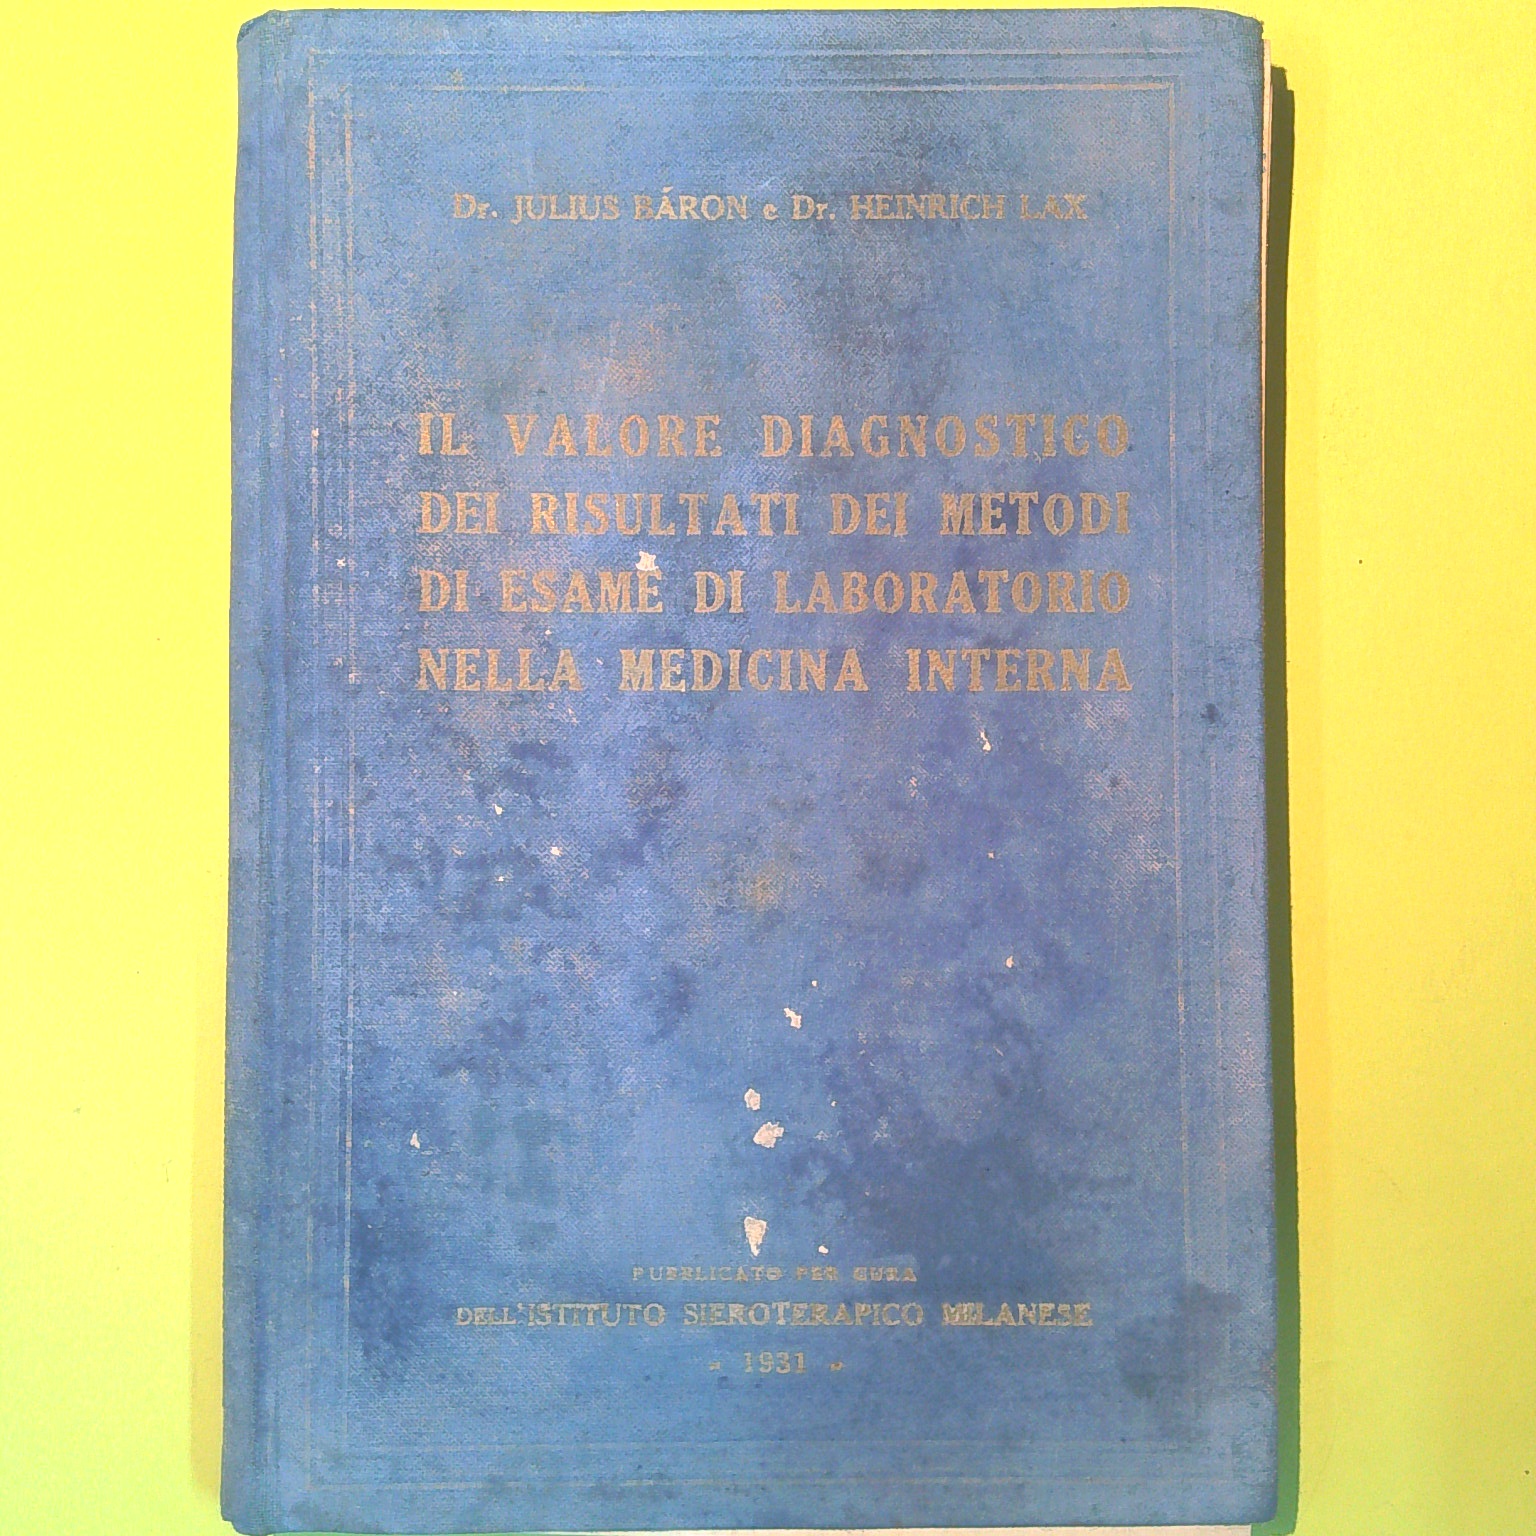 Dr. JULIUS BÁRON e Dr. HEINRICH LAX
IL VALORE DIAGNOSTICO
DEI RISULTATI DEI METODI
DI ESAME DI LABORATORIO
NELLA MEDICINA INTERNA
PUBBLICATO PER CURA
DELL'ISTITUTO SIEROTERAPICO MILANESE
- 1931 -